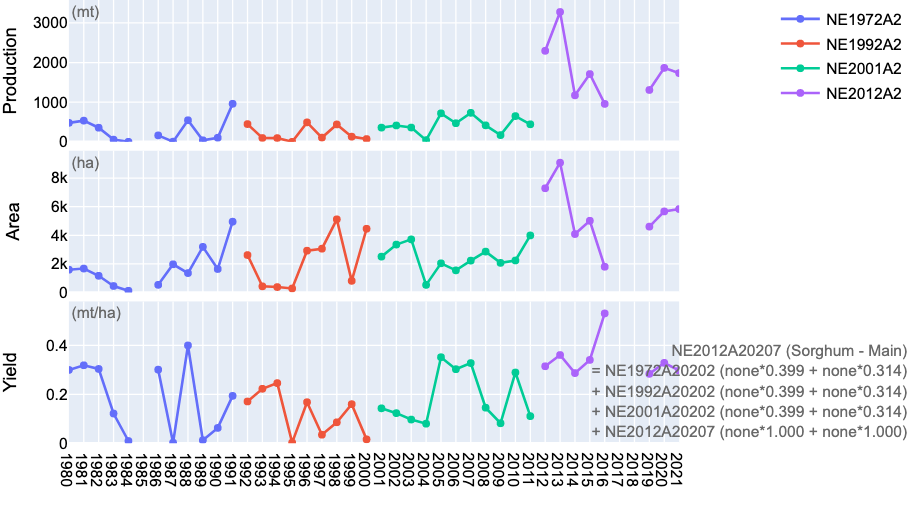 (mt)
Production
3000
2000
1000
0
NE1972A2
NE1992A2
NE2001A2
NE2012A2
(ha)
Area
8k
6k
4k
2k
0
(mt/ha)
Yield
0.4
0.2
0
NE2012A20207 (Sorghum - Main)
= NE1972A20202 (none*0.399 + none*0.314)
+ NE1992A20202 (none*0.399 + none*0.314)
+ NE2001A20202 (none*0.399 + none*0.314)
+ NE2012A20207 (none*1.000 + none*1.000)
1980
1981
1982
1983
1984
1985
1986
1987
1988
1989
1990
1991
1992
1993
1994
1995
1996
1997
1998
1999
2000
2001
2002
2003
2004
2005
2006
2007
2008
2009
2010
2011
2012
2013
2014
2015
2016
2017
2018
2019
2020
2021